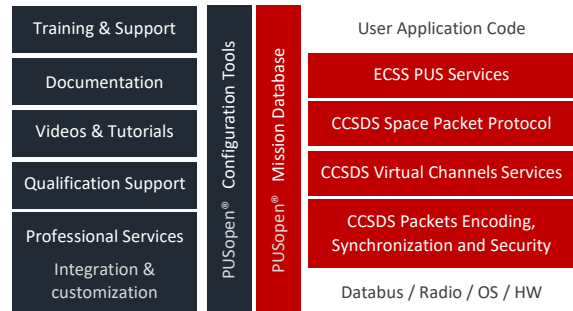 Training & Support
Documentation
Videos & Tutorials
Qualification Support
Professional Services
Integration &
customization
PUSopen® Configuration Tools
PUSopen® Mission Database
User Application Code
ECSS PUS Services
CCSDS Space Packet Protocol
CCSDS Virtual Channels Services
CCSDS Packets Encoding,
Synchronization and Security
Databus / Radio / OS / HW